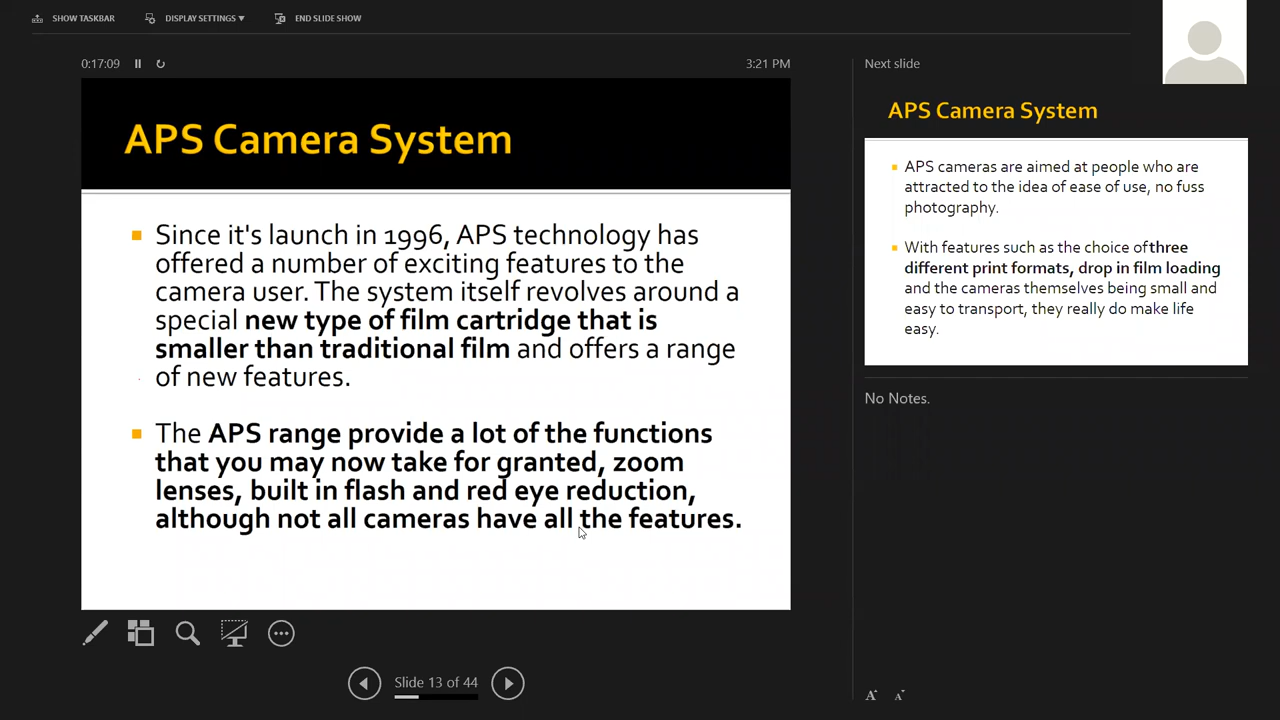 SHOW TASKBAR
DISPLAY SETTINGS ▼
END SLIDE SHOW
0:17:09
3:21 PM
APS Camera System
Since it's launch in 1996, APS technology has
offered a number of exciting features to the
camera user. The system itself revolves around a
special new type of film cartridge that is
smaller than traditional film and offers a range
of new features.
The APS range provide a lot of the functions
that you may now take for granted, zoom
lenses, built in flash and red eye reduction,
although not all cameras have all the features.
Slide 13 of 44
Next slide
APS Camera System
APS cameras are aimed at people who are
attracted to the idea of ease of use, no fuss
photography.
With features such as the choice of three
different print formats, drop in film loading
and the cameras themselves being small and
easy to transport, they really do make life
easy.
No Notes.
A A